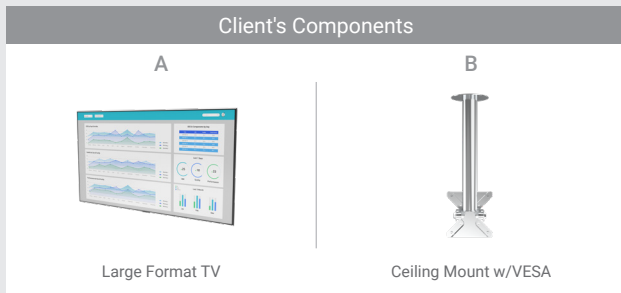 Client's Components
A
B
Large Format TV
Ceiling Mount w/VESA